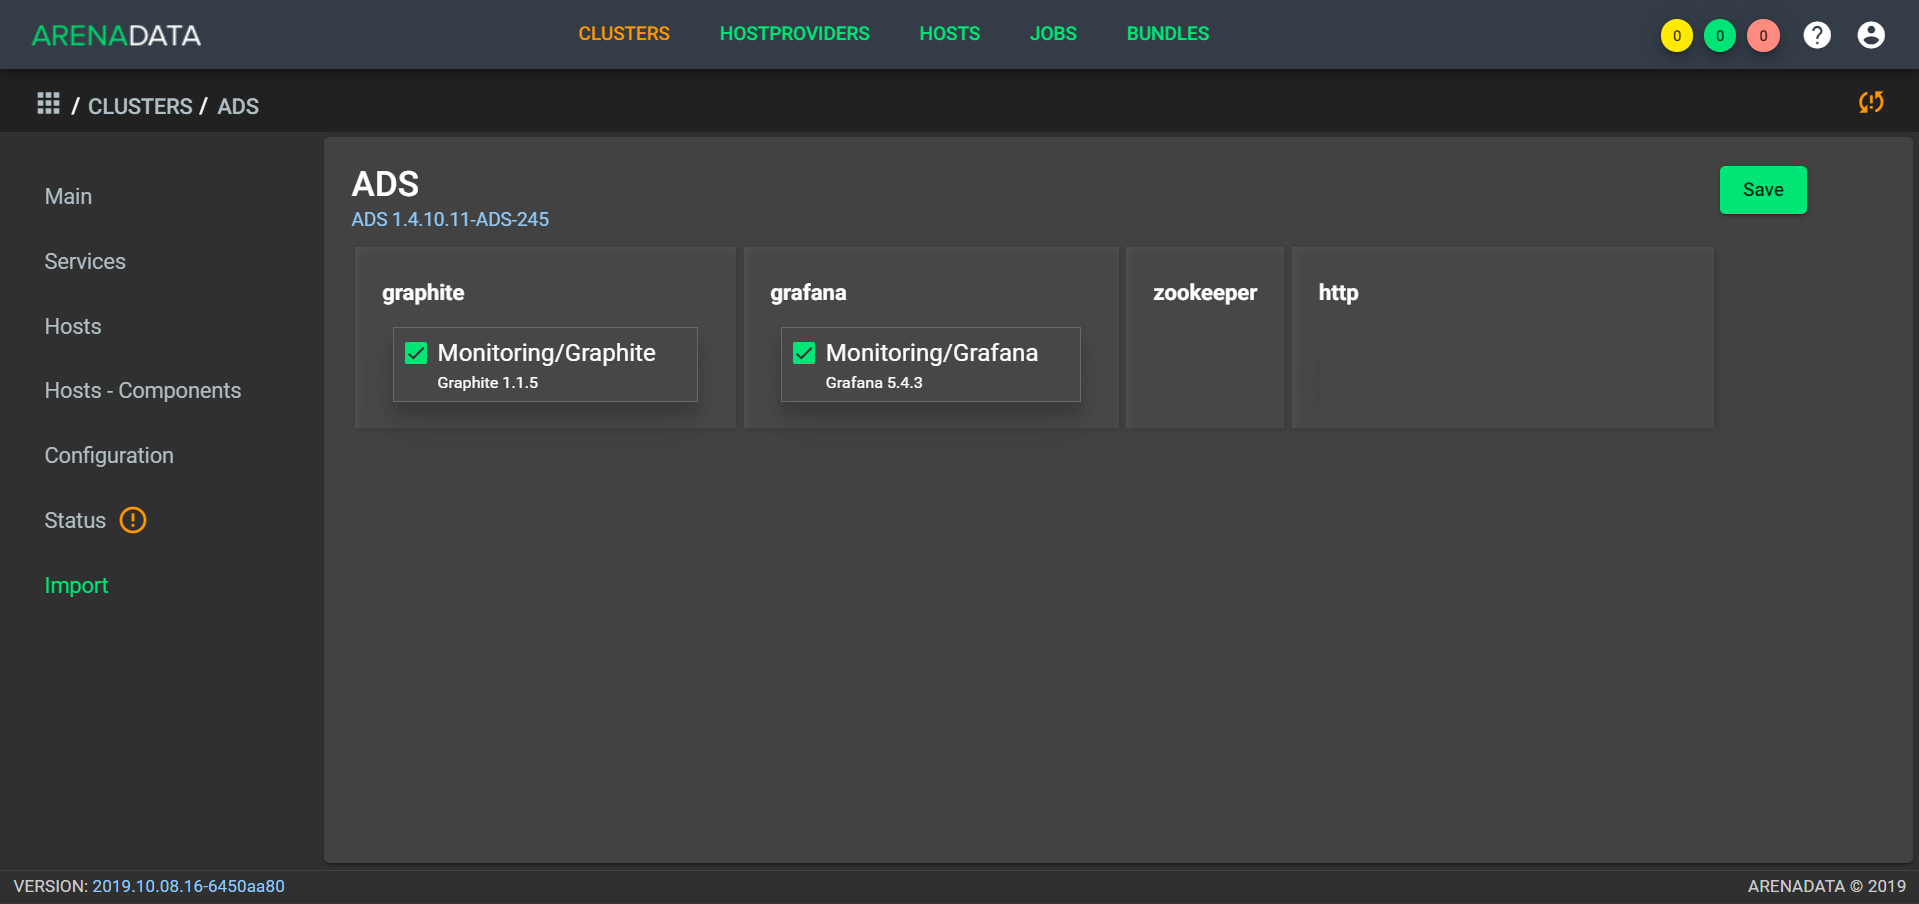 ARENADATA CLUSTERS HOSTPROVIDERS HOSTS JOBS BUNDLES 0 0 0 ?
/ CLUSTERS / ADS
Main
Services
Hosts
Hosts - Components
Configuration
Status !
Import
ADS
ADS 1.4.10.11-ADS-245
Save
graphite
Monitoring/Graphite
Graphite 1.1.5
grafana
Monitoring/Grafana
Grafana 5.4.3
zookeeper
http
VERSION: 2019.10.08.16-6450aa80
ARENADATA © 2019